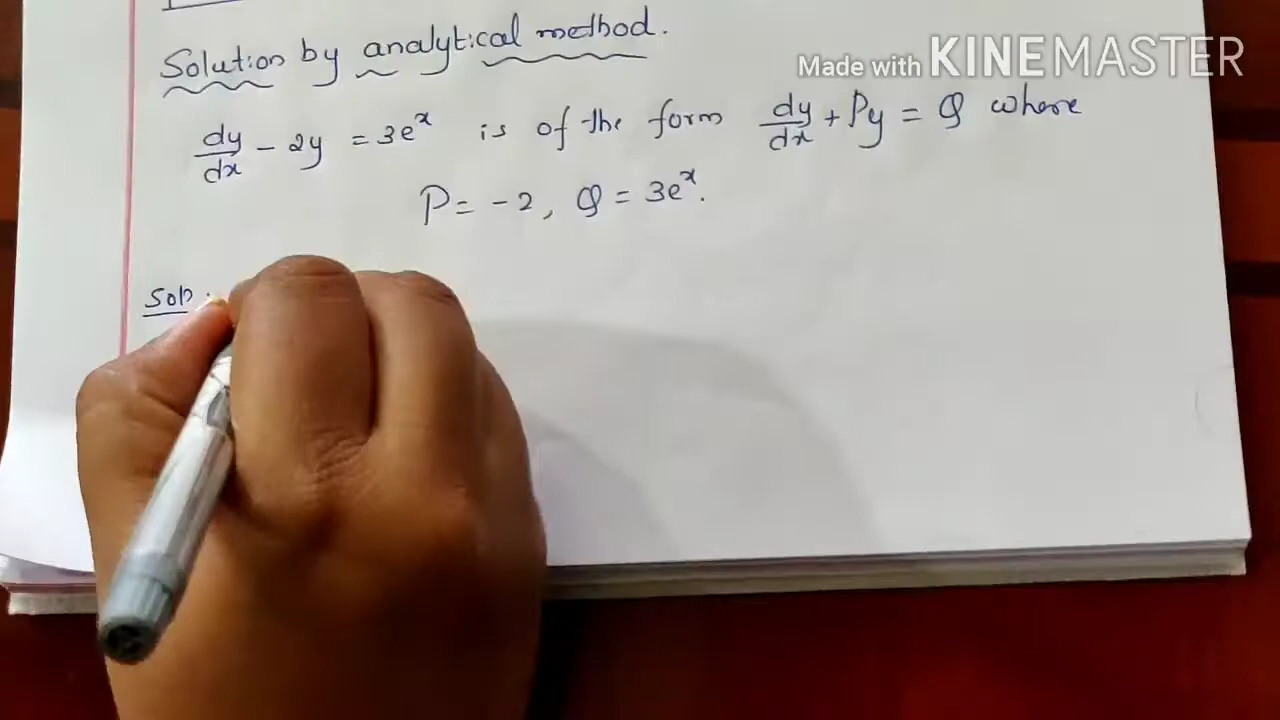 Solution by analytical method.
Made with KINEMASTER
dy/dx - 2y = 3e^x is of the form dy/dx + Py = Q where
P = -2, Q = 3e^x.
Soln :